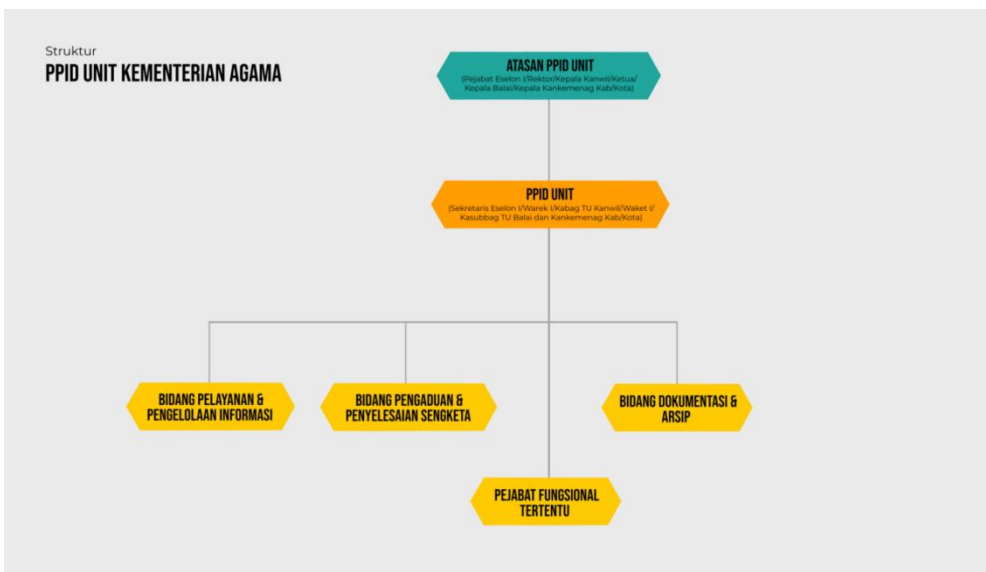 Struktur
PPID UNIT KEMENTERIAN AGAMA
ATASAN PPID UNIT
(Pejabat Eselon I/Rektor/Kepala Kanwil/Ketua/
Kepala Balai/Kepala Kankemenag Kab/Kota)
PPID UNIT
(Sekretaris Eselon I/Warek I/Kabag TU Kanwil/Waket I/
Kasubbag TU Balai dan Kankemenag Kab/Kota)
BIDANG PELAYANAN &
PENGELOLAAN INFORMASI
BIDANG PENGADUAN &
PENYELESAIAN SENGKETA
BIDANG DOKUMENTASI &
ARSIP
PEJABAT FUNGSIONAL
TERTENTU